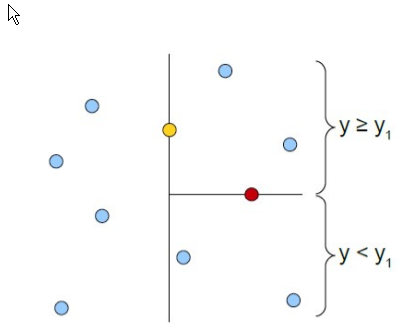 y ≥ y₁
y < y₁